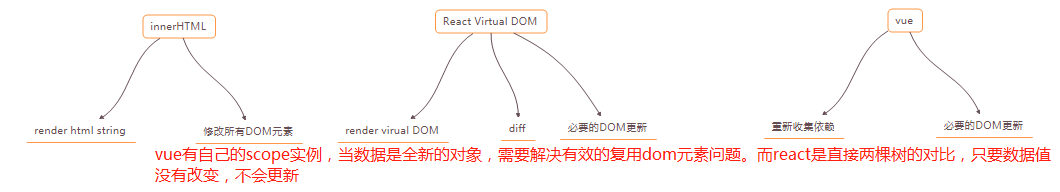 innerHTML
React Virtual DOM
vue
render html string
修改所有DOM元素
render virual DOM
diff
必要的DOM更新
重新收集依赖
必要的DOM更新
vue有自己的scope实例，当数据是全新的对象，需要解决有效的复用dom元素问题。而react是直接两棵树的对比，只要数据值
没有改变，不会更新